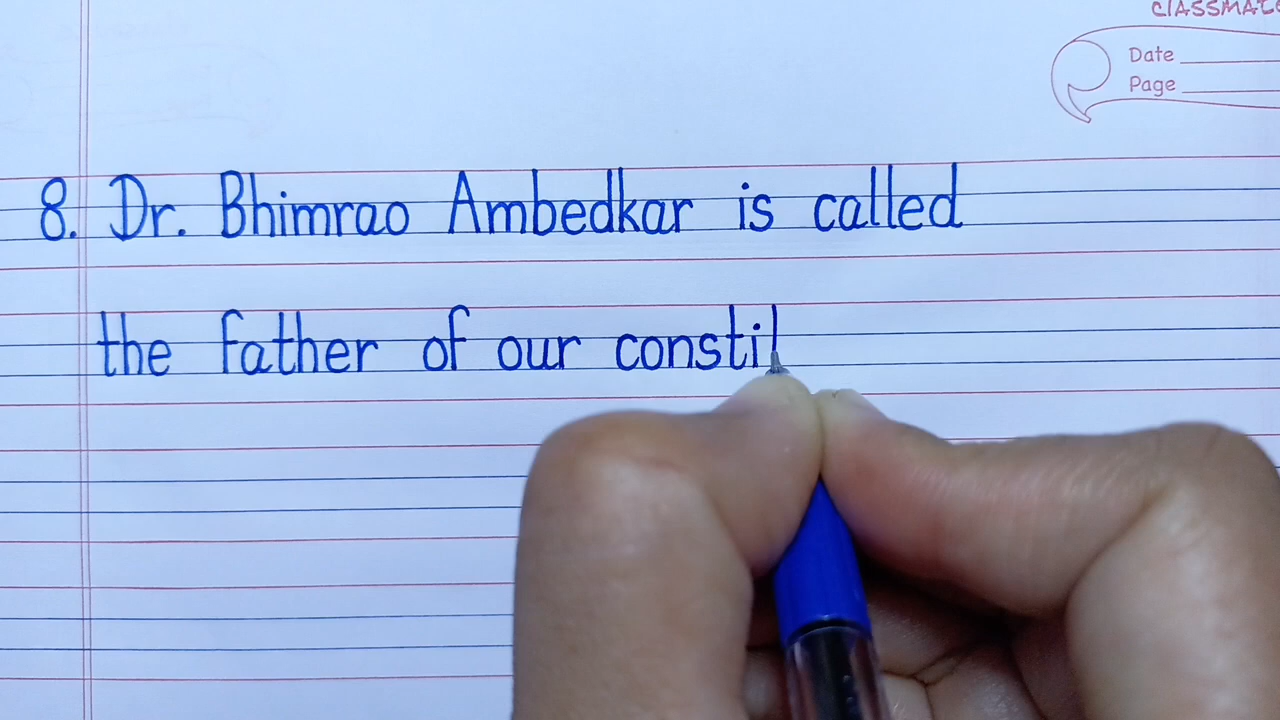 CLASSMATE
Date
Page
8. Dr. Bhimrao Ambedkar is called
the father of our constil